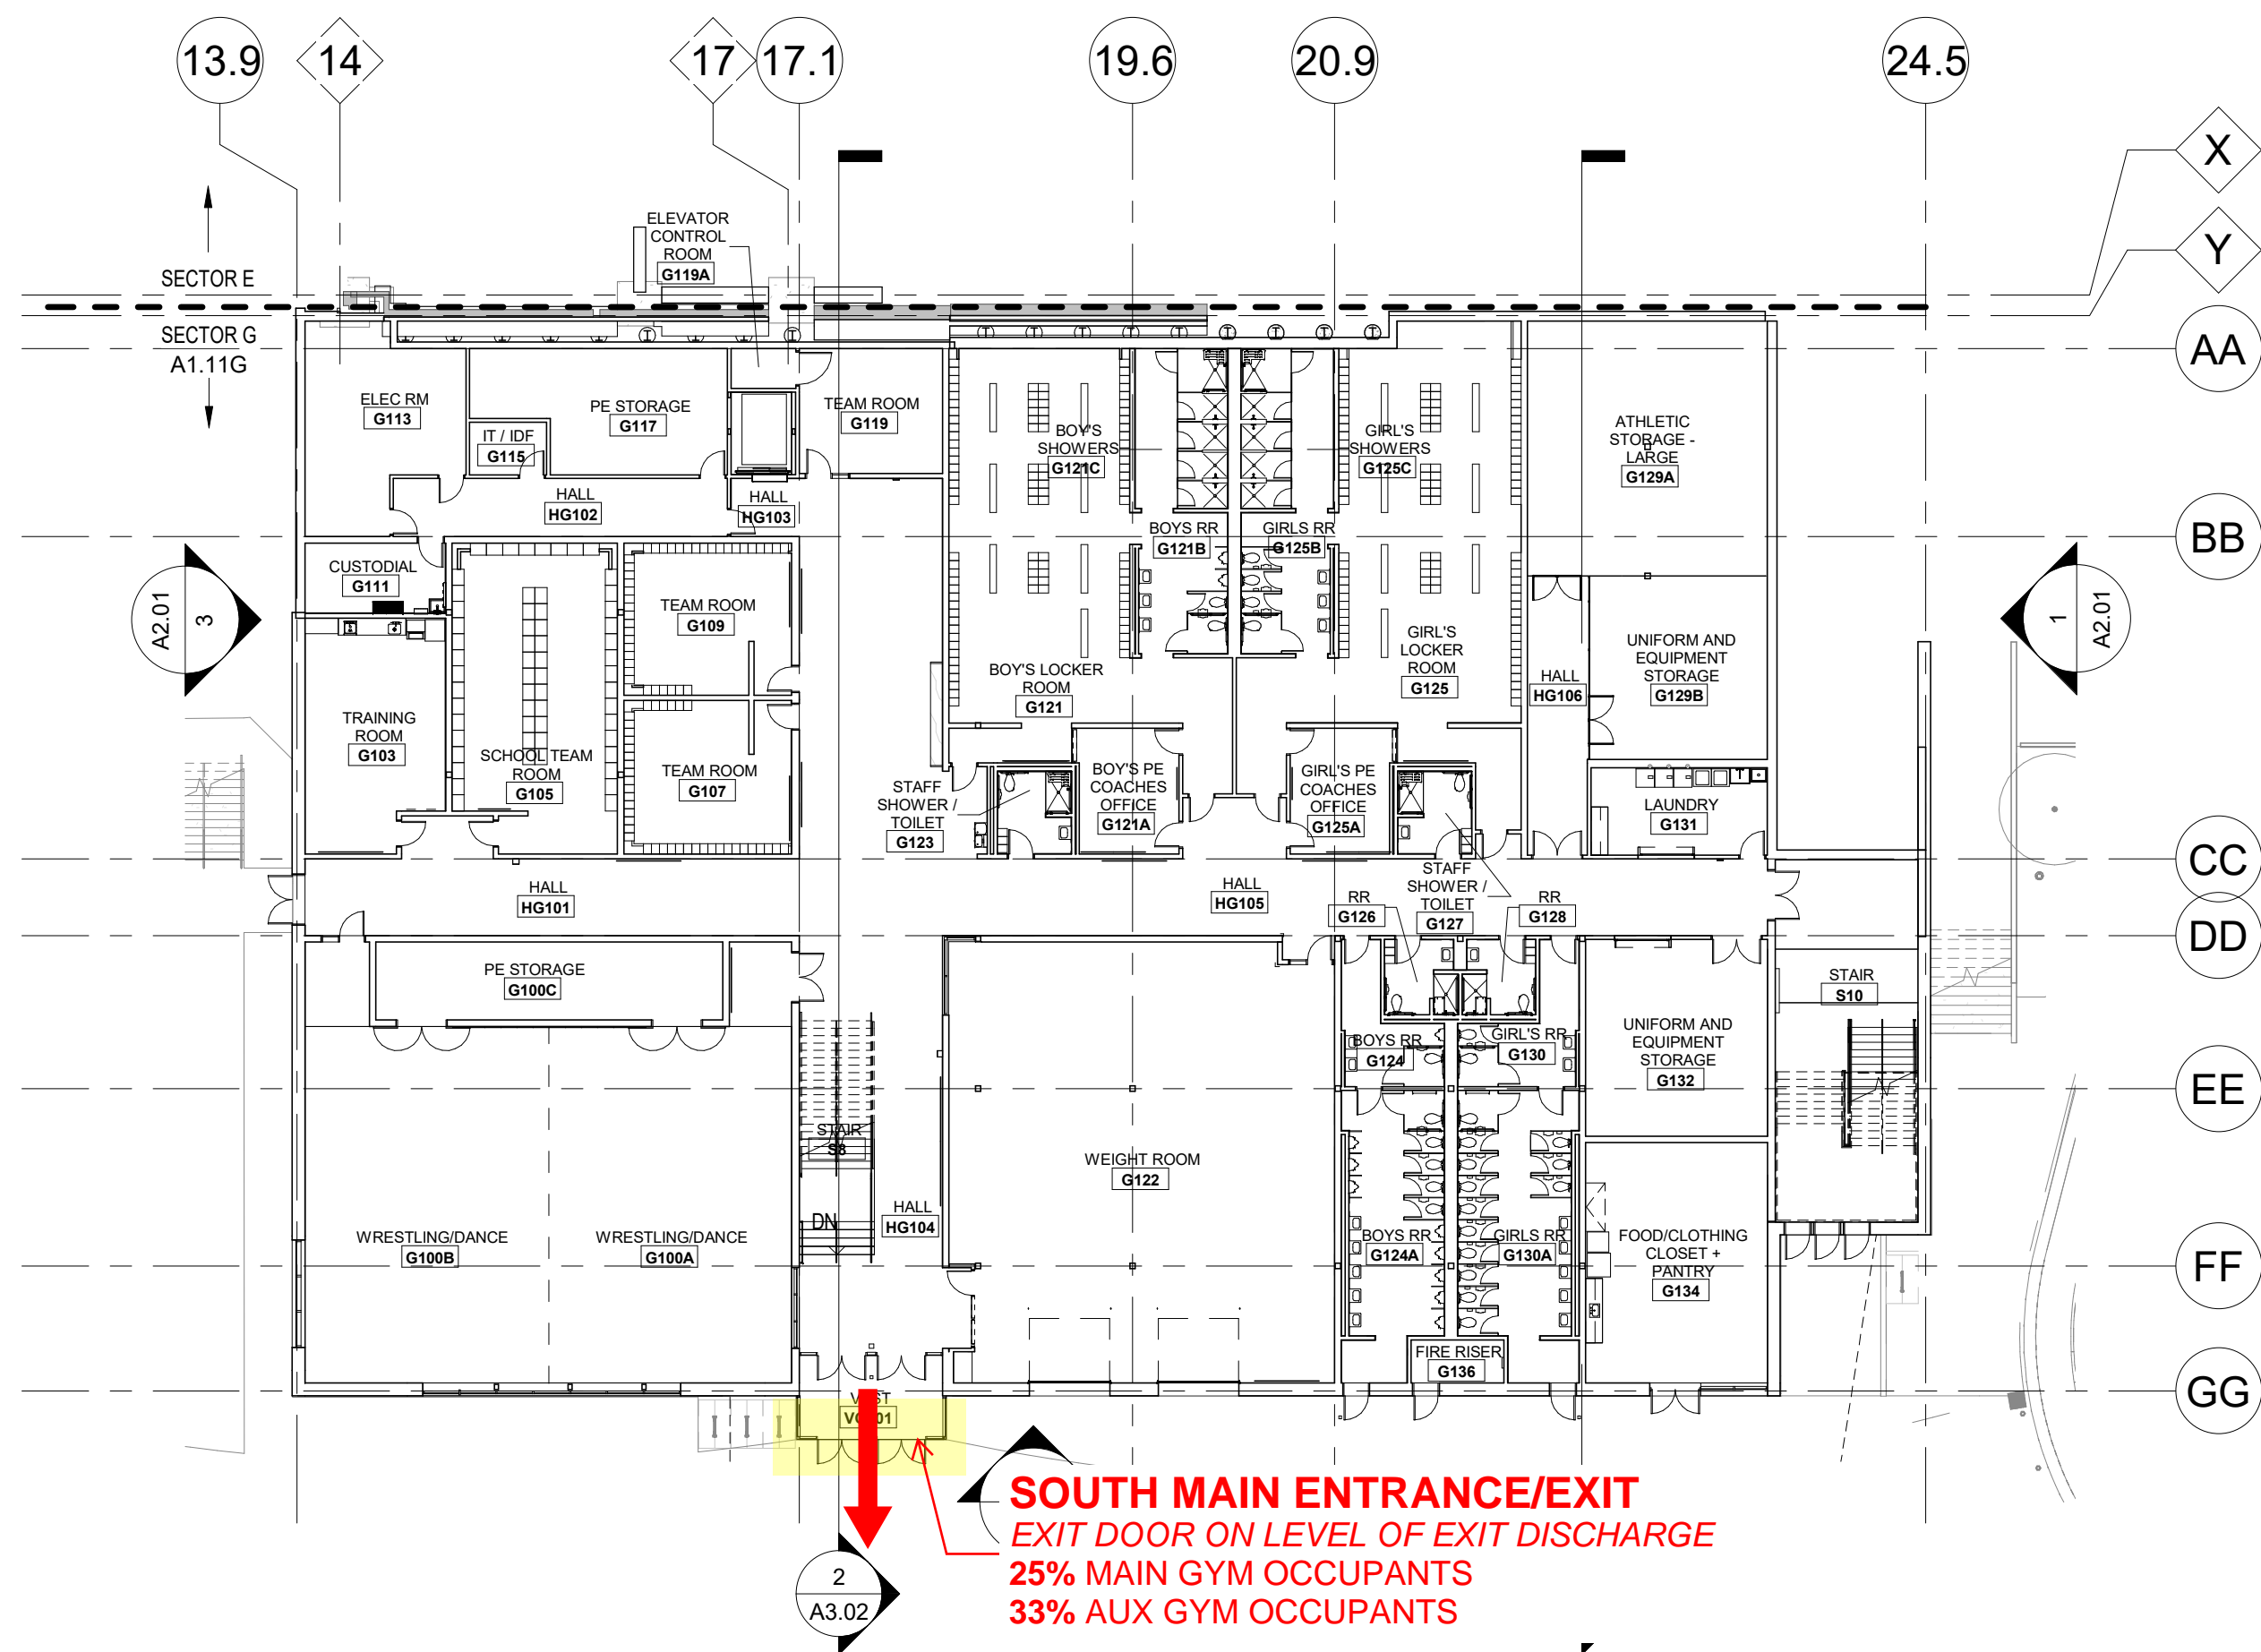 13.9
14
17
17.1
19.6
20.9
24.5
X
Y
AA
BB
CC
DD
EE
FF
GG
SECTOR E
SECTOR G
A1.11G
ELEVATOR
CONTROL
ROOM
G119A
ELEC RM
G113
PE STORAGE
G117
IT / IDF
G115
TEAM ROOM
G119
HALL
HG102
HALL
HG103
BOY'S
SHOWERS
G121C
GIRL'S
SHOWERS
G125C
ATHLETIC
STORAGE -
LARGE
G129A
BOYS RR
G121B
GIRLS RR
G125B
CUSTODIAL
G111
TEAM ROOM
G109
A2.01
3
1
A2.01
UNIFORM AND
EQUIPMENT
STORAGE
G129B
GIRL'S
LOCKER
ROOM
G125
BOY'S LOCKER
ROOM
G121
HALL
HG106
TRAINING
ROOM
G103
SCHOOL TEAM
ROOM
G105
TEAM ROOM
G107
STAFF
SHOWER /
TOILET
G123
BOY'S PE
COACHES
OFFICE
G121A
GIRL'S PE
COACHES
OFFICE
G125A
LAUNDRY
G131
HALL
HG101
HALL
HG105
STAFF
SHOWER /
TOILET
G127
RR
G126
RR
G128
PE STORAGE
G100C
STAIR
S10
BOYS RR
G124
GIRL'S RR
G130
UNIFORM AND
EQUIPMENT
STORAGE
G132
STAIR
S8
WEIGHT ROOM
G122
DN
HALL
HG104
WRESTLING/DANCE
G100B
WRESTLING/DANCE
G100A
BOYS RR
G124A
GIRLS RR
G130A
FOOD/CLOTHING
CLOSET +
PANTRY
G134
FIRE RISER
G136
SOUTH MAIN ENTRANCE/EXIT
EXIT DOOR ON LEVEL OF EXIT DISCHARGE
25% MAIN GYM OCCUPANTS
33% AUX GYM OCCUPANTS
2
A3.02